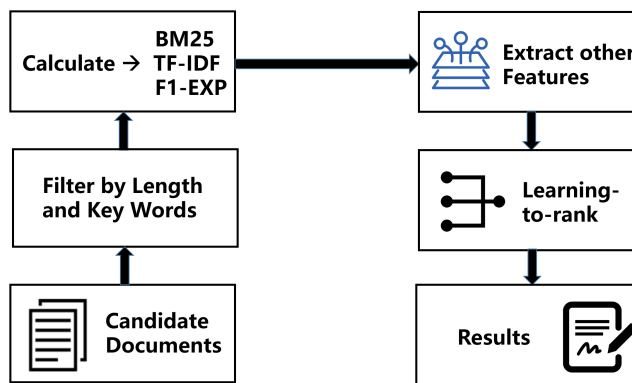 Calculate → BM25
TF-IDF
F1-EXP
Extract other
Features
Filter by Length
and Key Words
Learning-
to-rank
Candidate
Documents
Results